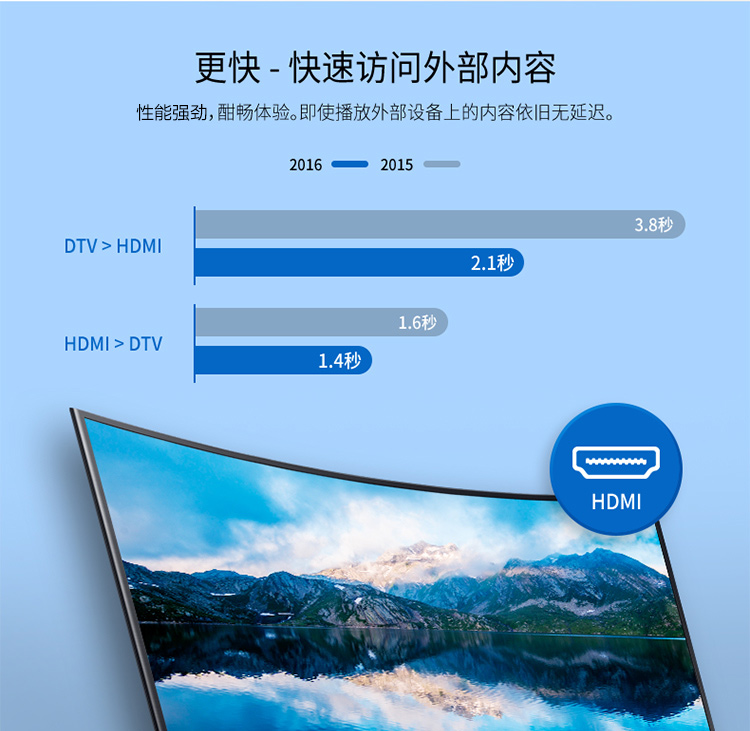 更快 - 快速访问外部内容
性能强劲，酣畅体验。即使播放外部设备上的内容依旧无延迟。
2016 2015
3.8秒
DTV > HDMI
2.1秒
1.6秒
HDMI > DTV
1.4秒
HDMI